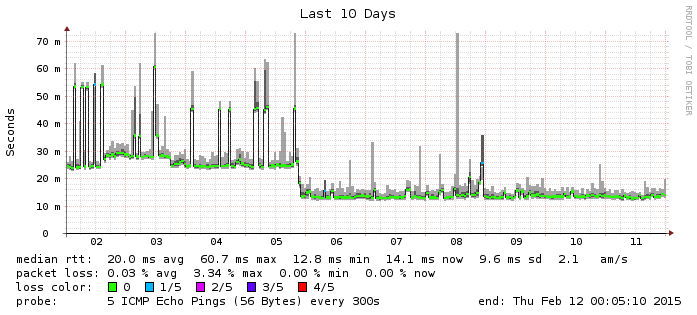 Last 10 Days
RRDTOOL / TOBI OETIKER
Seconds
70 m
60 m
50 m
40 m
30 m
20 m
10 m
0
02 03 04 05 06 07 08 09 10 11
median rtt: 20.0 ms avg 60.7 ms max 12.8 ms min 14.1 ms now 9.6 ms sd 2.1 am/s
packet loss: 0.03 % avg 3.34 % max 0.00 % min 0.00 % now
loss color: 0 1/5 2/5 3/5 4/5
probe: 5 ICMP Echo Pings (56 Bytes) every 300s end: Thu Feb 12 00:05:10 2015